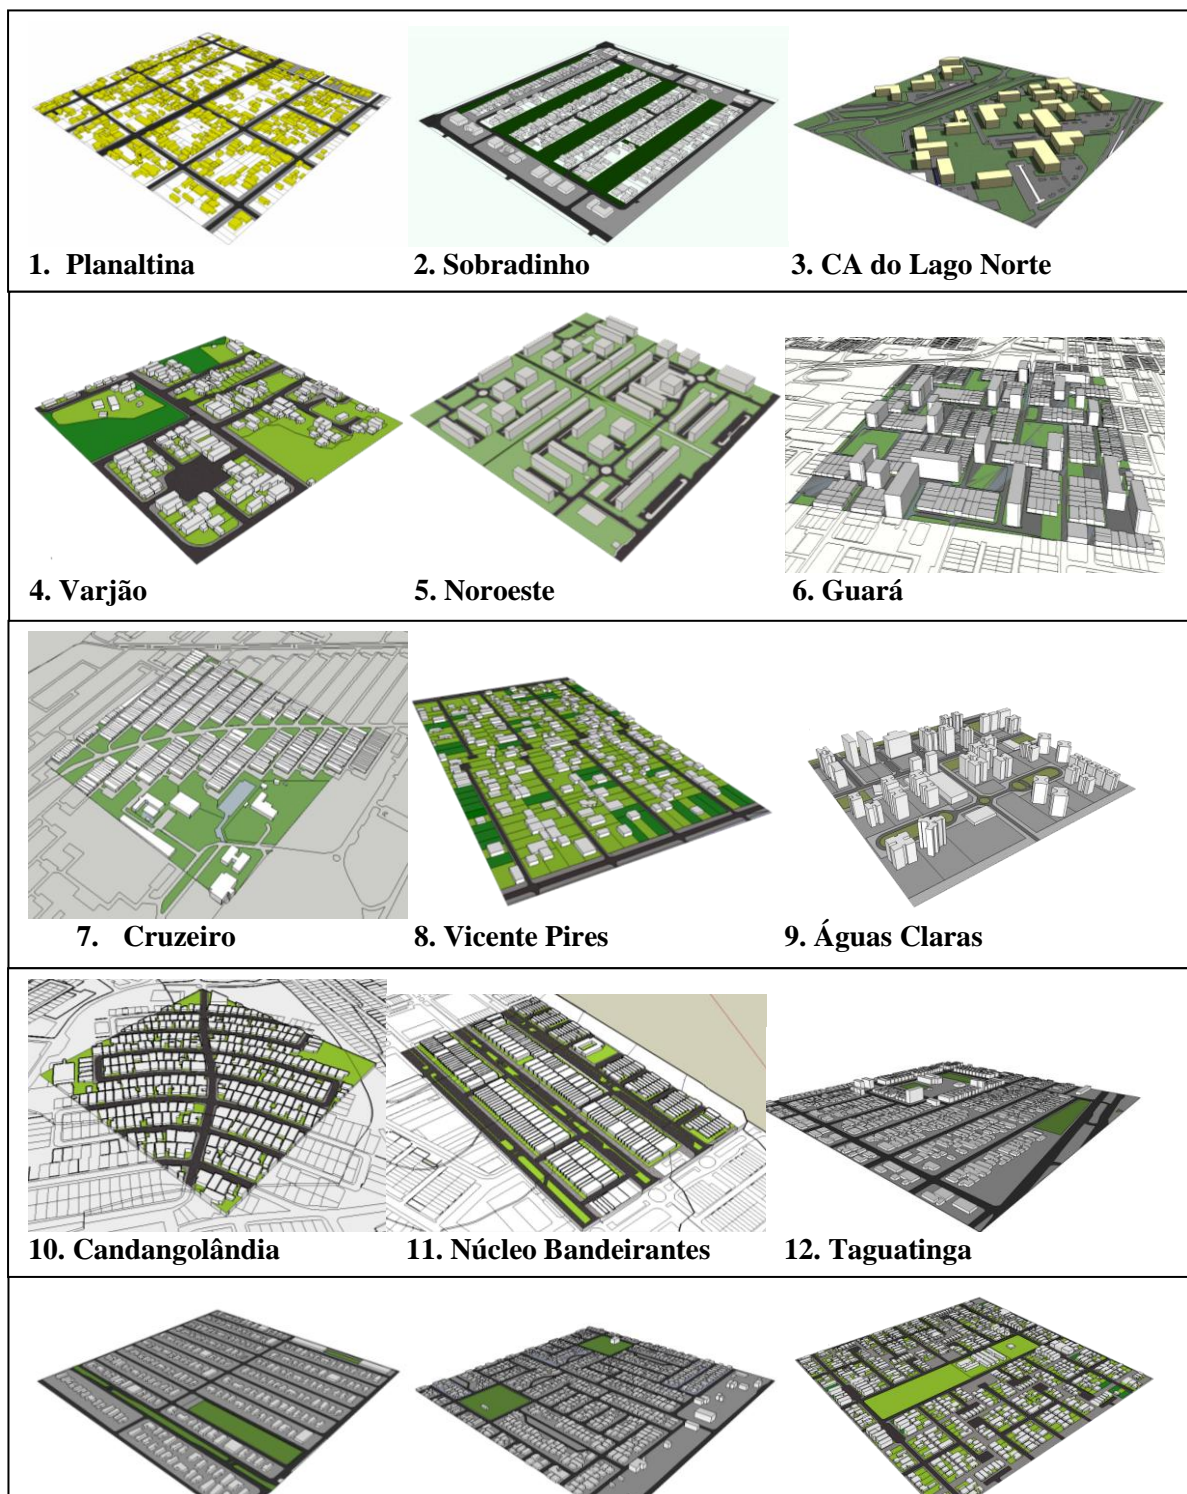 1. Planaltina
2. Sobradinho
3. CA do Lago Norte
4. Varjão
5. Noroeste
6. Guará
7. Cruzeiro
8. Vicente Pires
9. Águas Claras
10. Candangolândia
11. Núcleo Bandeirantes
12. Taguatinga